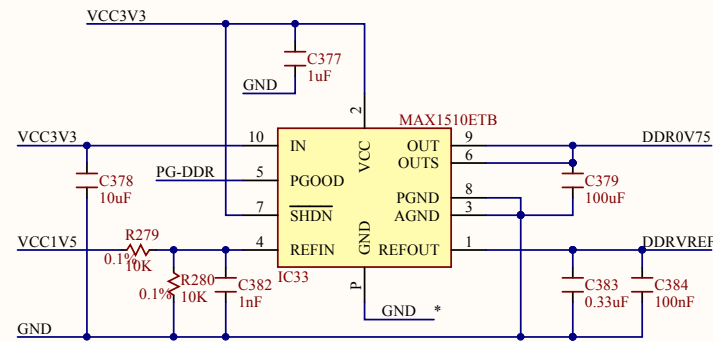 VCC3V3
C377
1uF
GND
2
MAX1510ETB
VCC3V3
10
IN
VCC
OUT
9
DDR0V75
OUTS
6
PG-DDR
5
PGOOD
C378
10uF
C379
100uF
PGND
8
7
SHDN
AGND
3
VCC1V5
R279
0.1%
10K
4
REFIN
GND
REFOUT
1
DDRVREF
IC33
R280
0.1%
10K
C382
1nF
P
C383
0.33uF
C384
100nF
GND *
GND